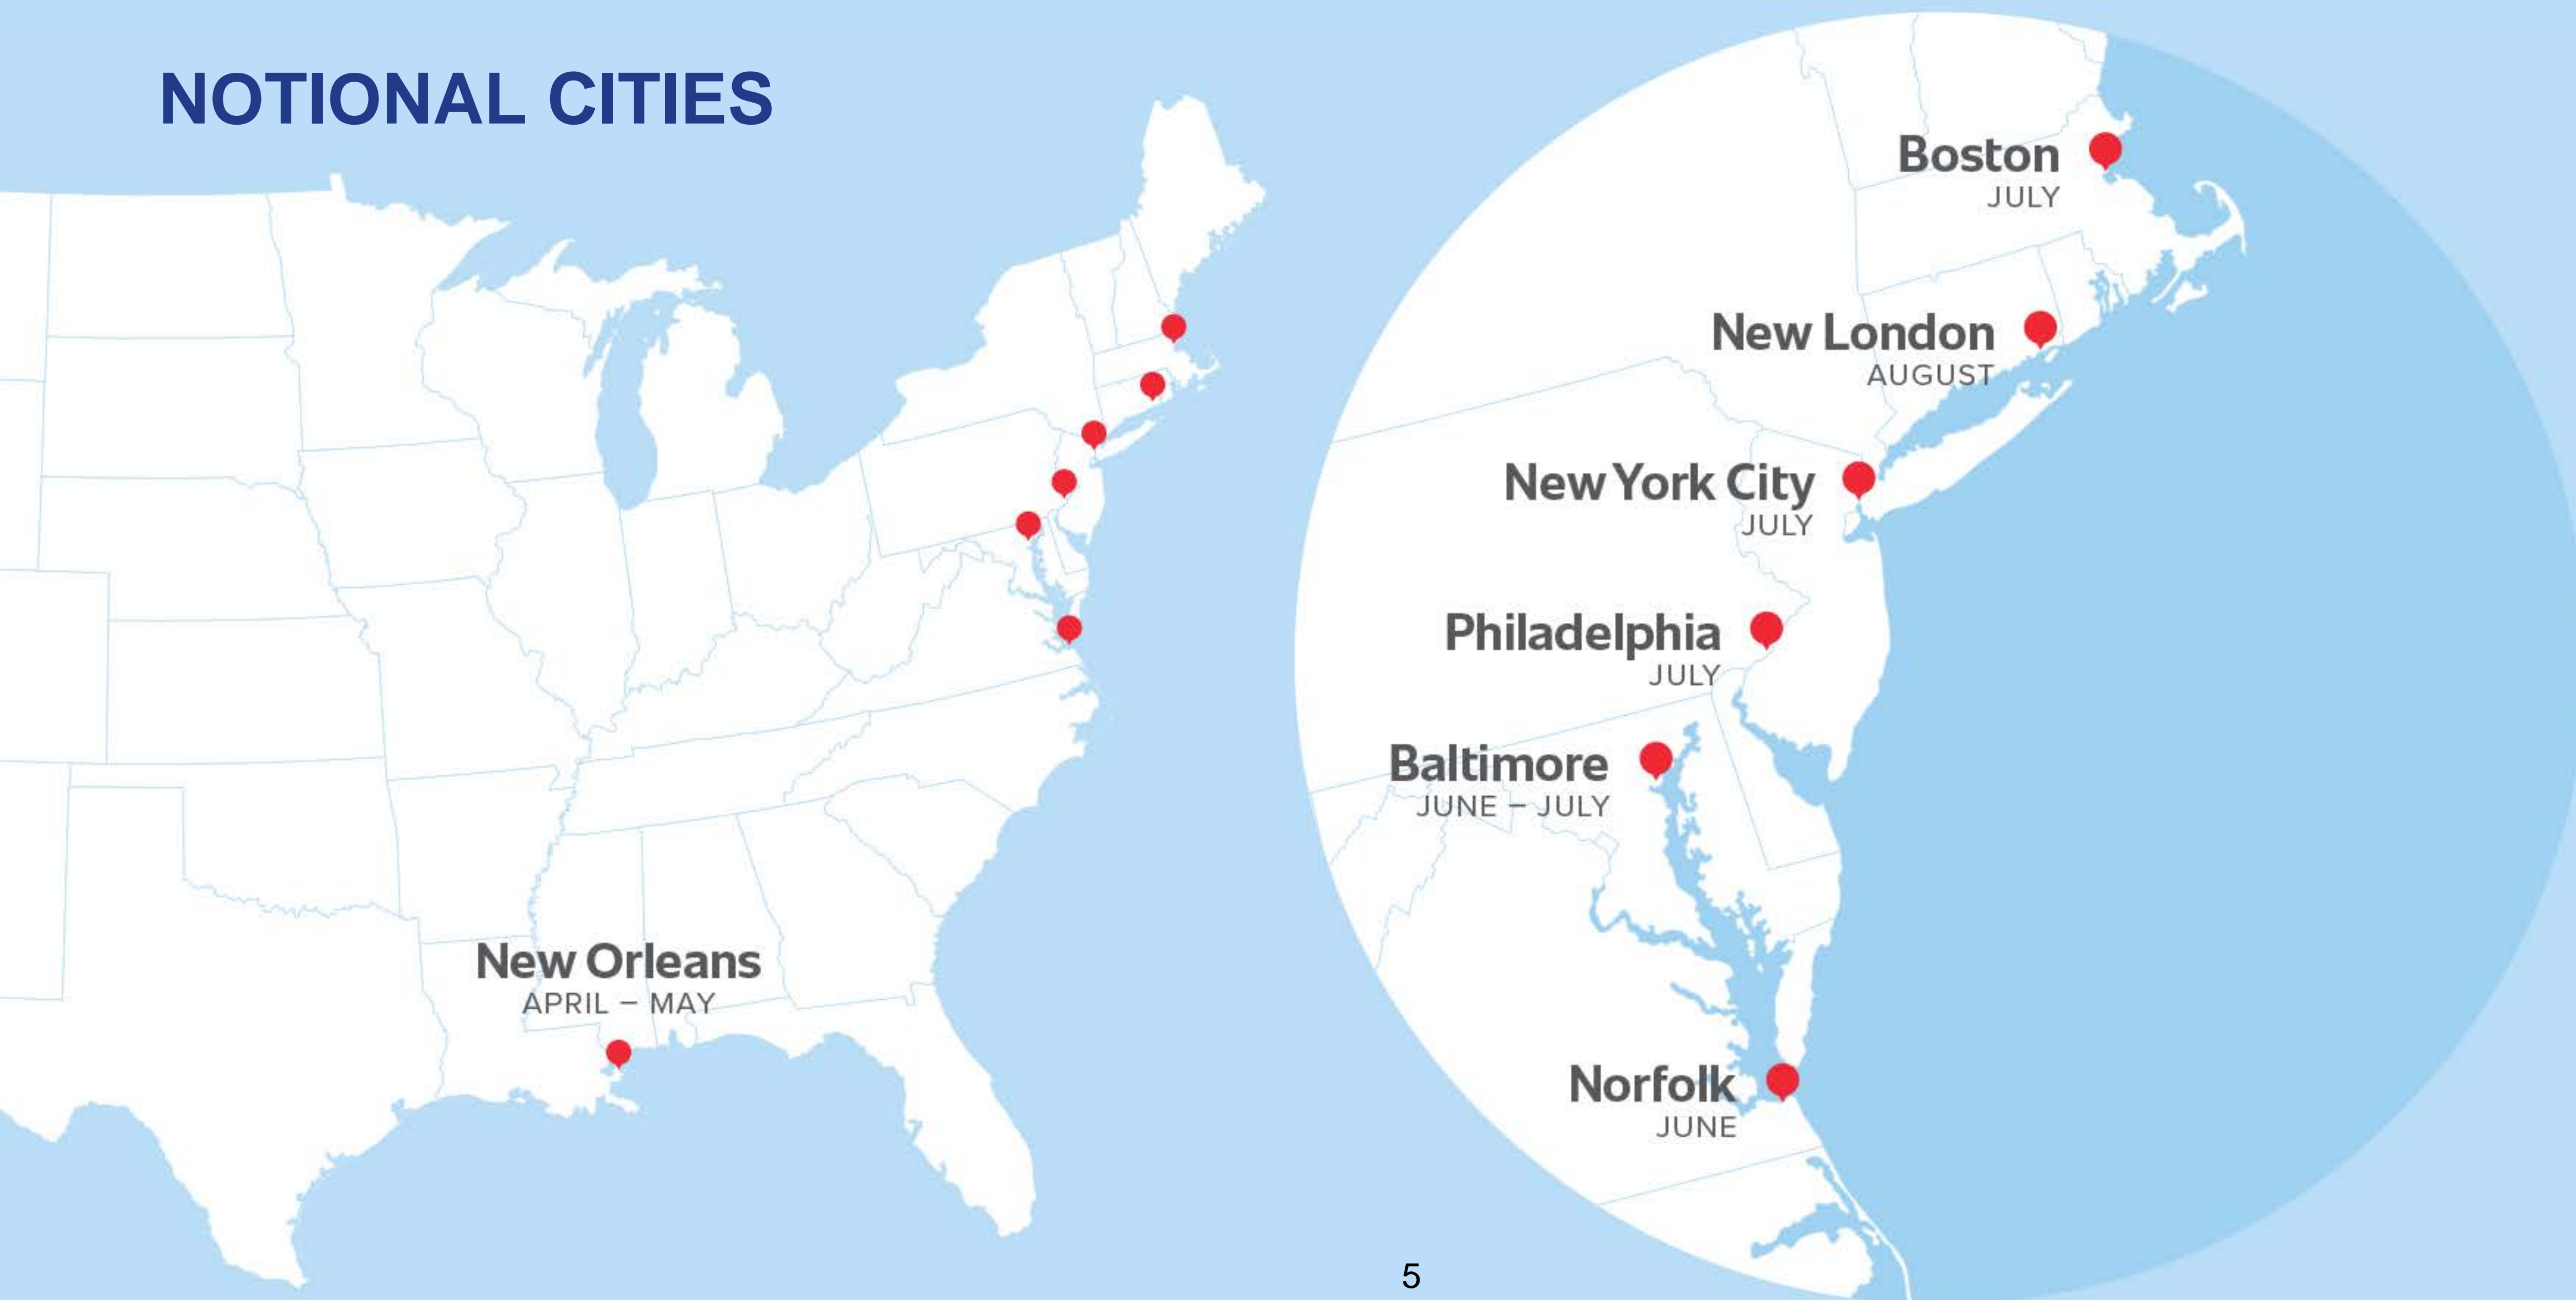 NOTIONAL CITIES
New Orleans
APRIL – MAY
Boston
JULY
New London
AUGUST
New York City
JULY
Philadelphia
JULY
Baltimore
JUNE – JULY
Norfolk
JUNE
5